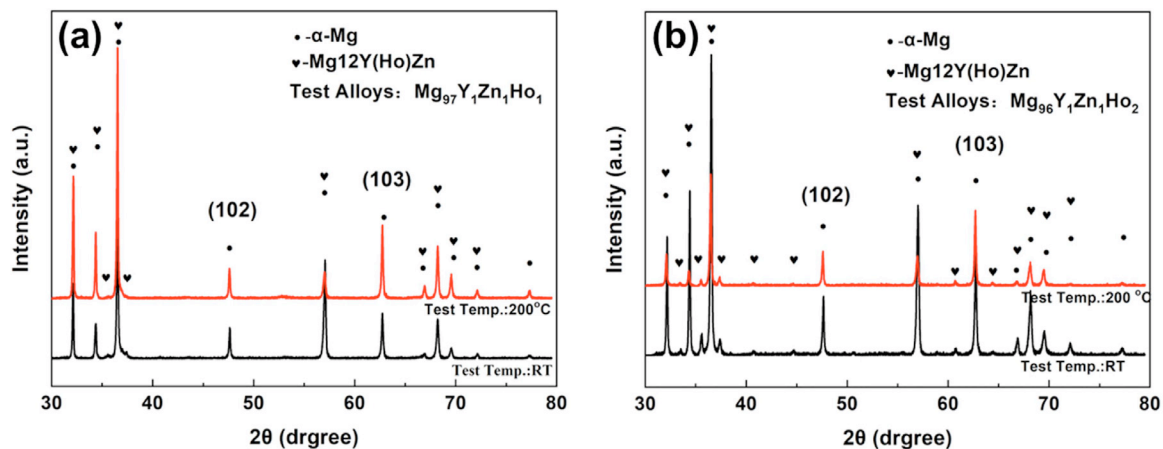 (a)
-α-Mg
-Mg12Y(Ho)Zn
Test Alloys：Mg₉₇Y₁Zn₁Ho₁
(102)
(103)
Test Temp.:200°C
Test Temp.:RT
Intensity (a.u.)
30 40 50 60 70 80
2θ (drgree)
(b)
-α-Mg
-Mg12Y(Ho)Zn
Test Alloys：Mg₉₆Y₁Zn₁Ho₂
(103)
(102)
Test Temp.:200 °C
Test Temp.:RT
Intensity (a.u.)
30 40 50 60 70 80
2θ (drgree)